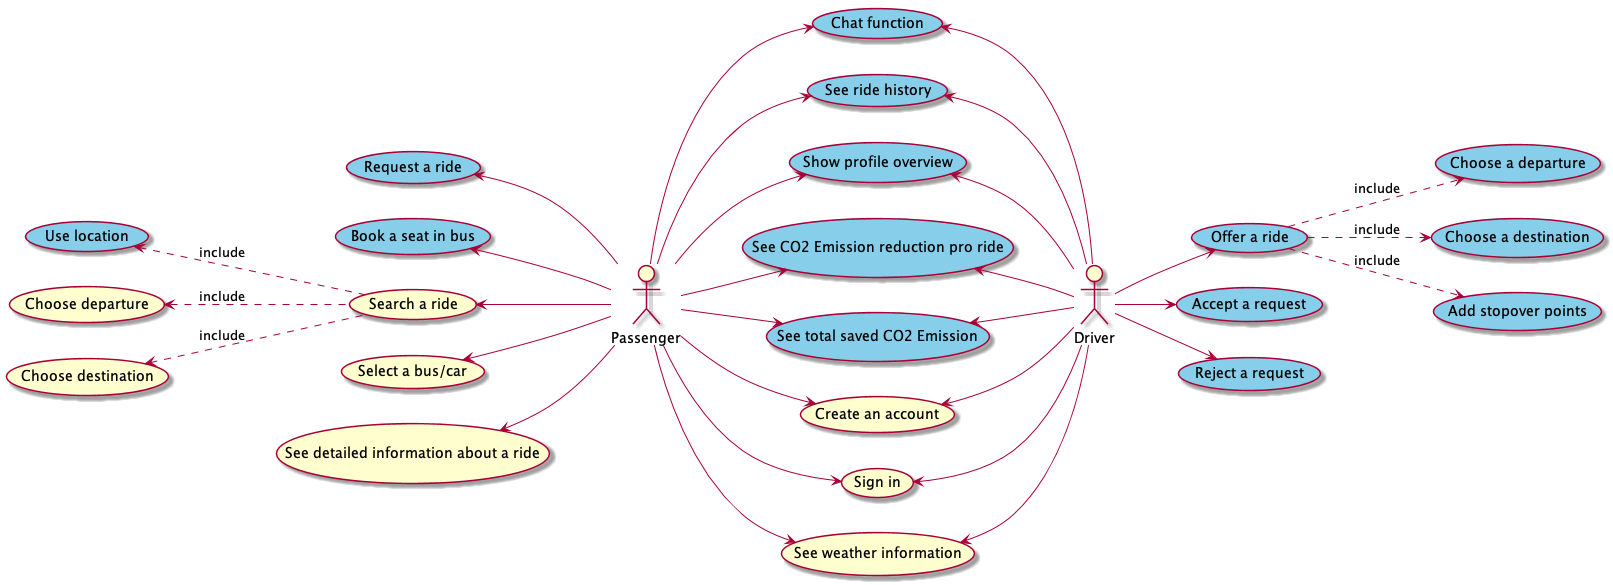 Chat function
See ride history
Show profile overview
See CO2 Emission reduction pro ride
See total saved CO2 Emission
Create an account
Sign in
See weather information
Request a ride
Book a seat in bus
Search a ride
Select a bus/car
See detailed information about a ride
Use location
Choose departure
Choose destination
include
include
include
Passenger
Driver
Offer a ride
Accept a request
Reject a request
include
include
include
Choose a departure
Choose a destination
Add stopover points